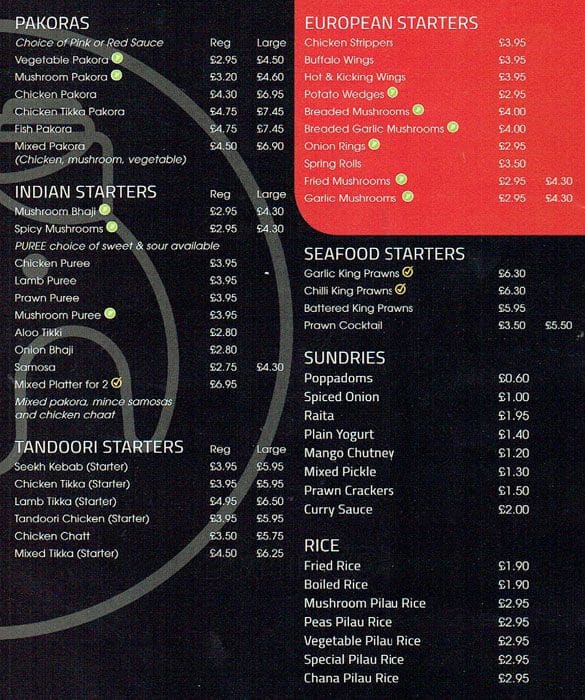 PAKORAS
Choice of Pink or Red Sauce Reg Large
Vegetable Pakora £2.95 £4.50
Mushroom Pakora £3.20 £4.60
Chicken Pakora £4.30 £6.95
Chicken Tikka Pakora £4.75 £7.45
Fish Pakora £4.75 £7.45
Mixed Pakora £4.50 £6.90
(Chicken, mushroom, vegetable)
INDIAN STARTERS Reg Large
Mushroom Bhaji £2.95 £4.30
Spicy Mushrooms £2.95 £4.30
PUREE choice of sweet & sour available
Chicken Puree £3.95
Lamb Puree £3.95
Prawn Puree £3.95
Mushroom Puree £3.95
Aloo Tikki £2.80
Onion Bhaji £2.80
Samosa £2.75 £4.30
Mixed Platter for 2 £6.95
Mixed pakora, mince samosas
and chicken chaat
TANDOORI STARTERS Reg Large
Seekh Kebab (Starter) £3.95 £5.95
Chicken Tikka (Starter) £3.95 £5.95
Lamb Tikka (Starter) £4.95 £6.50
Tandoori Chicken (Starter) £3.95 £5.95
Chicken Chatt £3.50 £5.75
Mixed Tikka (Starter) £4.50 £6.25
EUROPEAN STARTERS
Chicken Strippers £3.95
Buffalo Wings £3.95
Hot & Kicking Wings £3.95
Potato Wedges £2.95
Breaded Mushrooms £4.00
Breaded Garlic Mushrooms £4.00
Onion Rings £2.95
Spring Rolls £3.50
Fried Mushrooms £2.95 £4.30
Garlic Mushrooms £2.95 £4.30
SEAFOOD STARTERS
Garlic King Prawns £6.30
Chilli King Prawns £6.30
Battered King Prawns £5.95
Prawn Cocktail £3.50 £5.50
SUNDRIES
Poppadoms £0.60
Spiced Onion £1.00
Raita £1.95
Plain Yogurt £1.40
Mango Chutney £1.20
Mixed Pickle £1.30
Prawn Crackers £1.50
Curry Sauce £2.00
RICE
Fried Rice £1.90
Boiled Rice £1.90
Mushroom Pilau Rice £2.95
Peas Pilau Rice £2.95
Vegetable Pilau Rice £2.95
Special Pilau Rice £2.95
Chana Pilau Rice £2.95